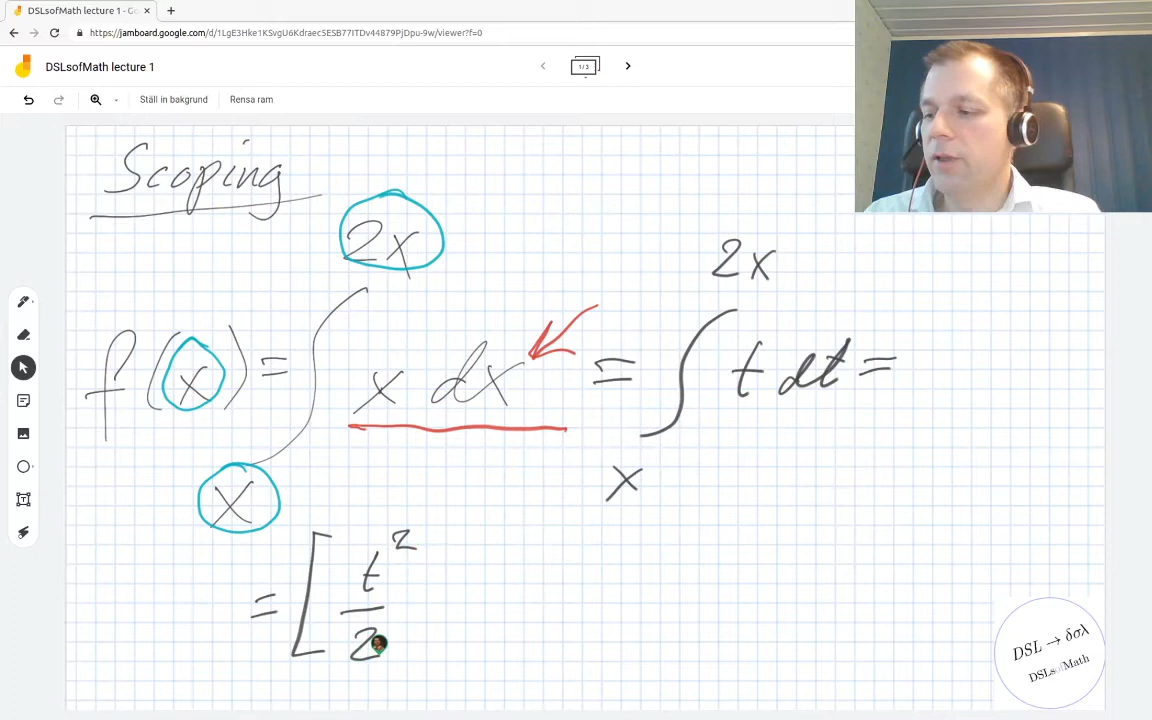 DSLsofMath lecture 1 - Go
https://jamboard.google.com/d/1LgE3Hke1KSvgU6Kdraec5ESB77ITDv44879PjDpu-9w/viewer?f=0
DSLsofMath lecture 1
1 / 3
Ställ in bakgrund
Rensa ram
Scoping
2x 2x
f(x) = ∫ x dx = ∫ t dt =
x x
= [ t²
2
DSL → δσλ
DSLsofMath